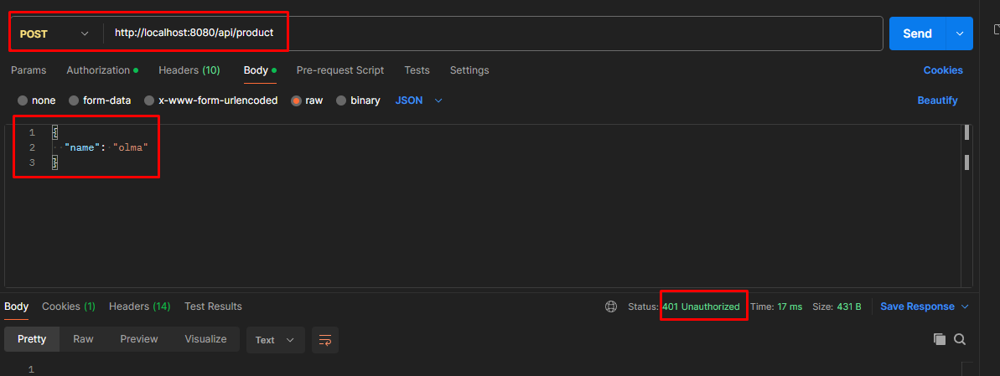 POST http://localhost:8080/api/product Send
Params Authorization Headers (10) Body Pre-request Script Tests Settings Cookies
none form-data x-www-form-urlencoded raw binary JSON Beautify
1 {
2 "name": "olma"
3 }
Body Cookies (1) Headers (14) Test Results Status: 401 Unauthorized Time: 17 ms Size: 431 B Save Response
Pretty Raw Preview Visualize Text
1